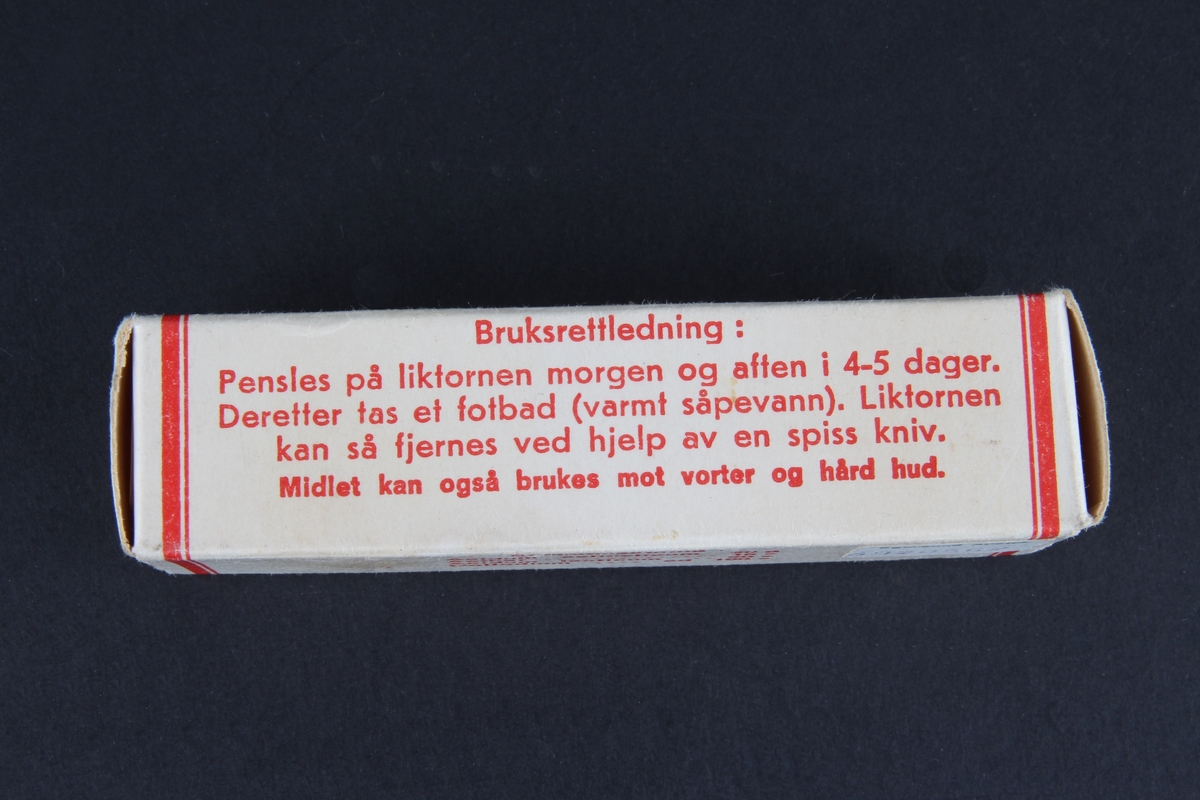 Bruksrettledning :
Pensles på liktornen morgen og aften i 4-5 dager.
Deretter tas et fotbad (varmt såpevann). Liktornen
kan så fjernes ved hjelp av en spiss kniv.
Midlet kan også brukes mot vorter og hård hud.